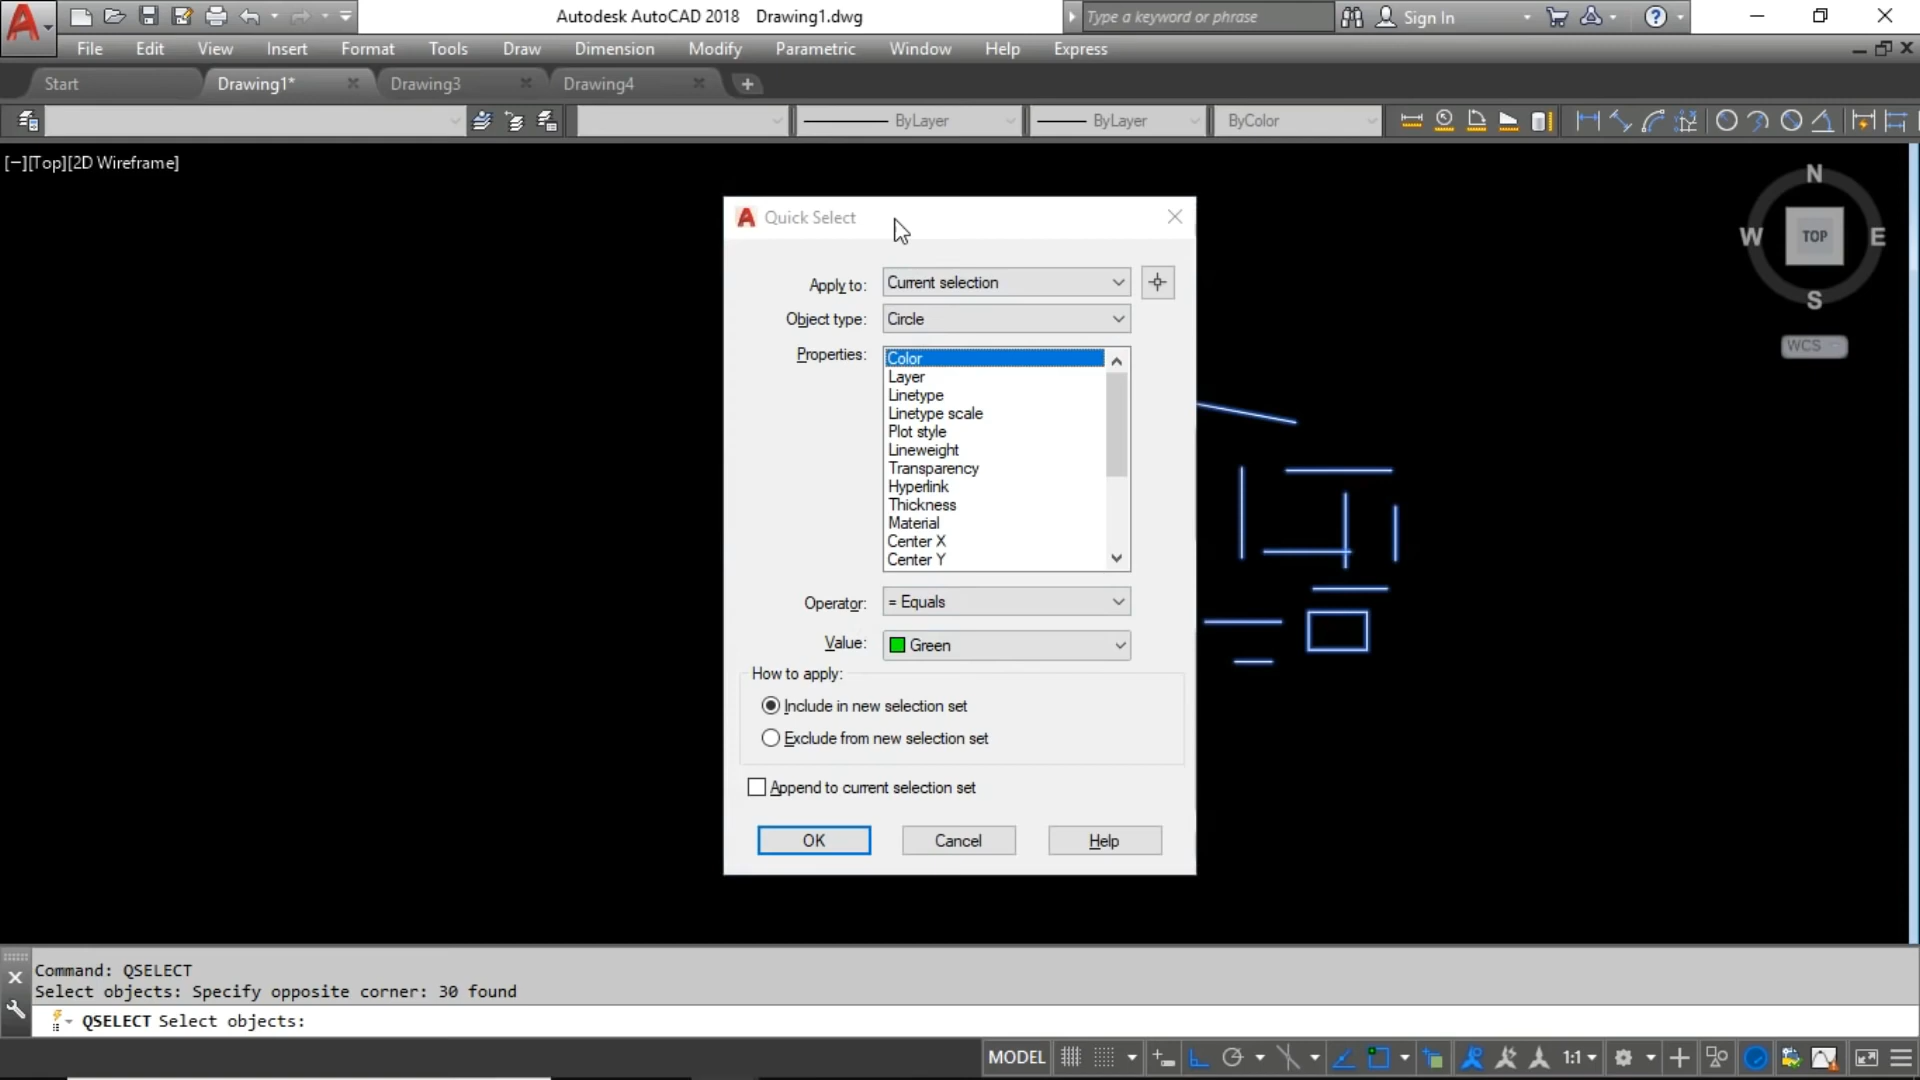 Autodesk AutoCAD 2018 Drawing1.dwg
Type a keyword or phrase
Sign In
File Edit View Insert Format Tools Draw Dimension Modify Parametric Window Help Express
Start Drawing1* Drawing3 Drawing4
ByLayer ByLayer ByColor
[−][Top][2D Wireframe]
N
W TOP E
S
WCS
Quick Select
Apply to: Current selection
Object type: Circle
Properties: Color
Layer
Linetype
Linetype scale
Plot style
Lineweight
Transparency
Hyperlink
Thickness
Material
Center X
Center Y
Operator: = Equals
Value: Green
How to apply:
Include in new selection set
Exclude from new selection set
Append to current selection set
OK Cancel Help
Command: QSELECT
Select objects: Specify opposite corner: 30 found
QSELECT Select objects:
MODEL 1:1